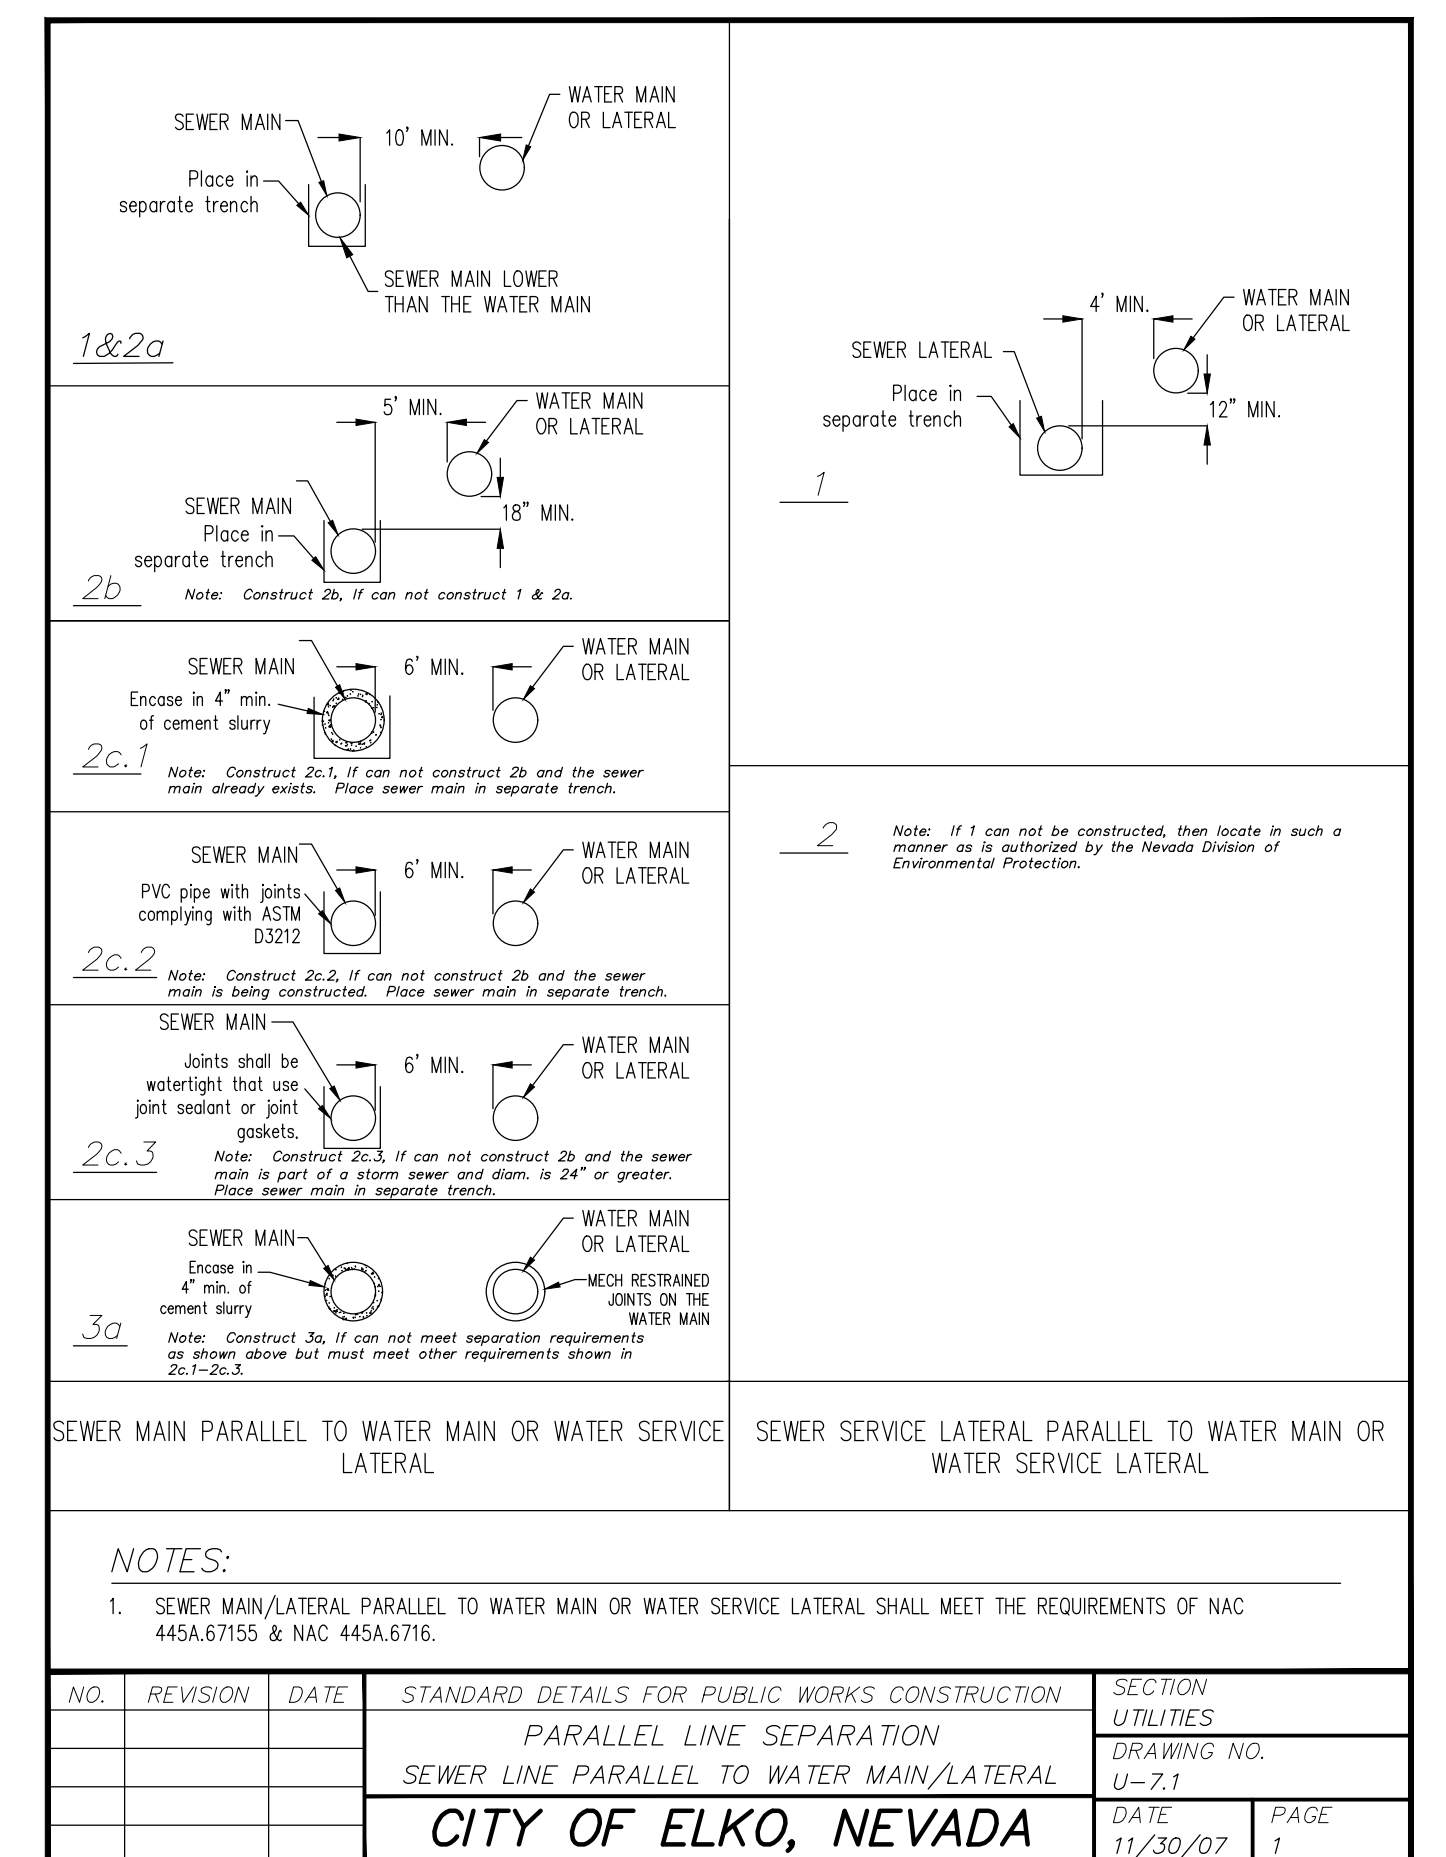 WATER MAIN
OR LATERAL
SEWER MAIN
10' MIN.
Place in
separate trench
SEWER MAIN LOWER
THAN THE WATER MAIN
1&2a
5' MIN.
WATER MAIN
OR LATERAL
SEWER MAIN
18" MIN.
Place in
separate trench
2b
Note: Construct 2b, If can not construct 1 & 2a.
WATER MAIN
OR LATERAL
SEWER MAIN
6' MIN.
Encase in 4" min.
of cement slurry
2c.1
Note: Construct 2c.1, If can not construct 2b and the sewer
main already exists. Place sewer main in separate trench.
WATER MAIN
OR LATERAL
SEWER MAIN
6' MIN.
PVC pipe with joints
complying with ASTM
D3212
2c.2
Note: Construct 2c.2, If can not construct 2b and the sewer
main is being constructed. Place sewer main in separate trench.
SEWER MAIN
WATER MAIN
OR LATERAL
6' MIN.
Joints shall be
watertight that use
joint sealant or joint
gaskets.
2c.3
Note: Construct 2c.3, If can not construct 2b and the sewer
main is part of a storm sewer and diam. is 24" or greater.
Place sewer main in separate trench.
WATER MAIN
OR LATERAL
SEWER MAIN
Encase in
4" min. of
cement slurry
MECH RESTRAINED
JOINTS ON THE
WATER MAIN
3a
Note: Construct 3a, If can not meet separation requirements
as shown above but must meet other requirements shown in
2c.1-2c.3.
SEWER MAIN PARALLEL TO WATER MAIN OR WATER SERVICE
LATERAL
4' MIN.
WATER MAIN
OR LATERAL
SEWER LATERAL
Place in
separate trench
12" MIN.
1
2
Note: If 1 can not be constructed, then locate in such a
manner as is authorized by the Nevada Division of
Environmental Protection.
SEWER SERVICE LATERAL PARALLEL TO WATER MAIN OR
WATER SERVICE LATERAL
NOTES:
1. SEWER MAIN/LATERAL PARALLEL TO WATER MAIN OR WATER SERVICE LATERAL SHALL MEET THE REQUIREMENTS OF NAC
445A.67155 & NAC 445A.6716.
NO. REVISION DATE
STANDARD DETAILS FOR PUBLIC WORKS CONSTRUCTION
PARALLEL LINE SEPARATION
SEWER LINE PARALLEL TO WATER MAIN/LATERAL
CITY OF ELKO, NEVADA
SECTION
UTILITIES
DRAWING NO.
U-7.1
DATE
11/30/07
PAGE
1